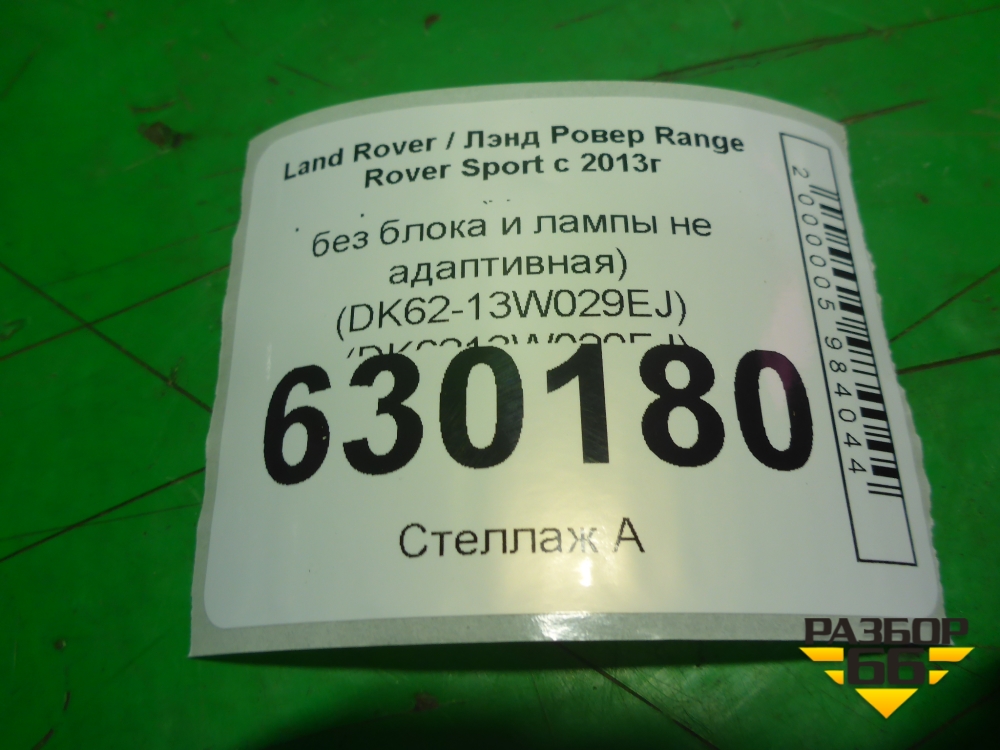 Land Rover / Лэнд Ровер Range
Rover Sport с 2013г
без блока и лампы не
адаптивная)
(DK62-13W029EJ)
630180
Стеллаж А
2000005984044
РАЗБОР
66